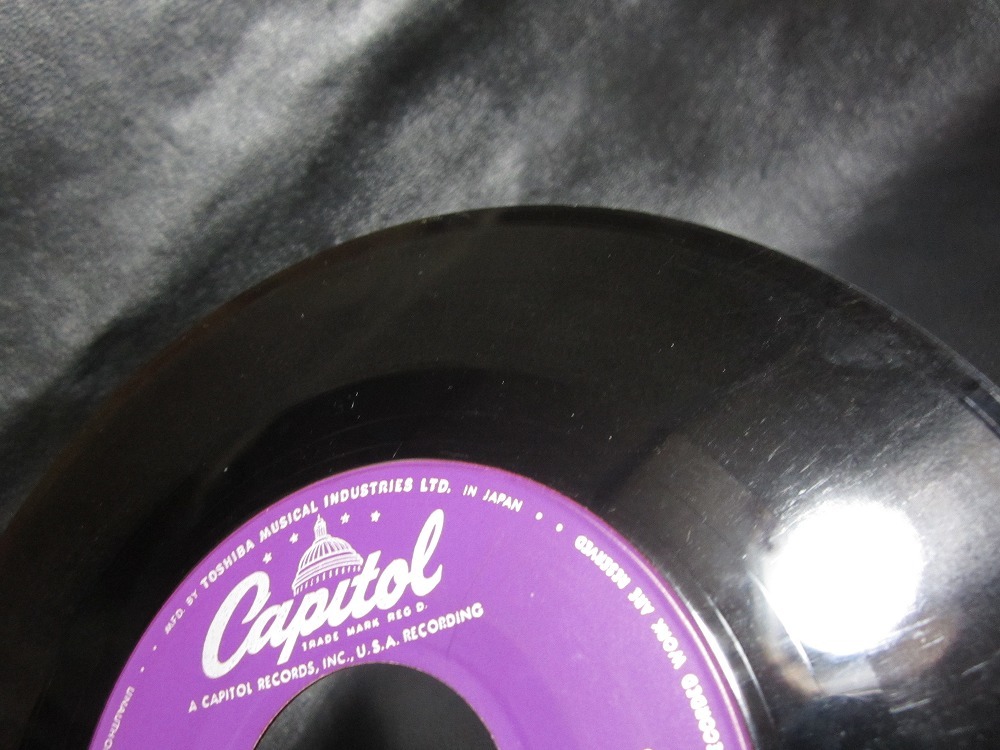 MFD. BY TOSHIBA MUSICAL INDUSTRIES LTD. IN JAPAN
Capitol
TRADE MARK REG'D.
A CAPITOL RECORDS, INC., U.S.A. RECORDING
RECORDED WORK ARE RESERVED